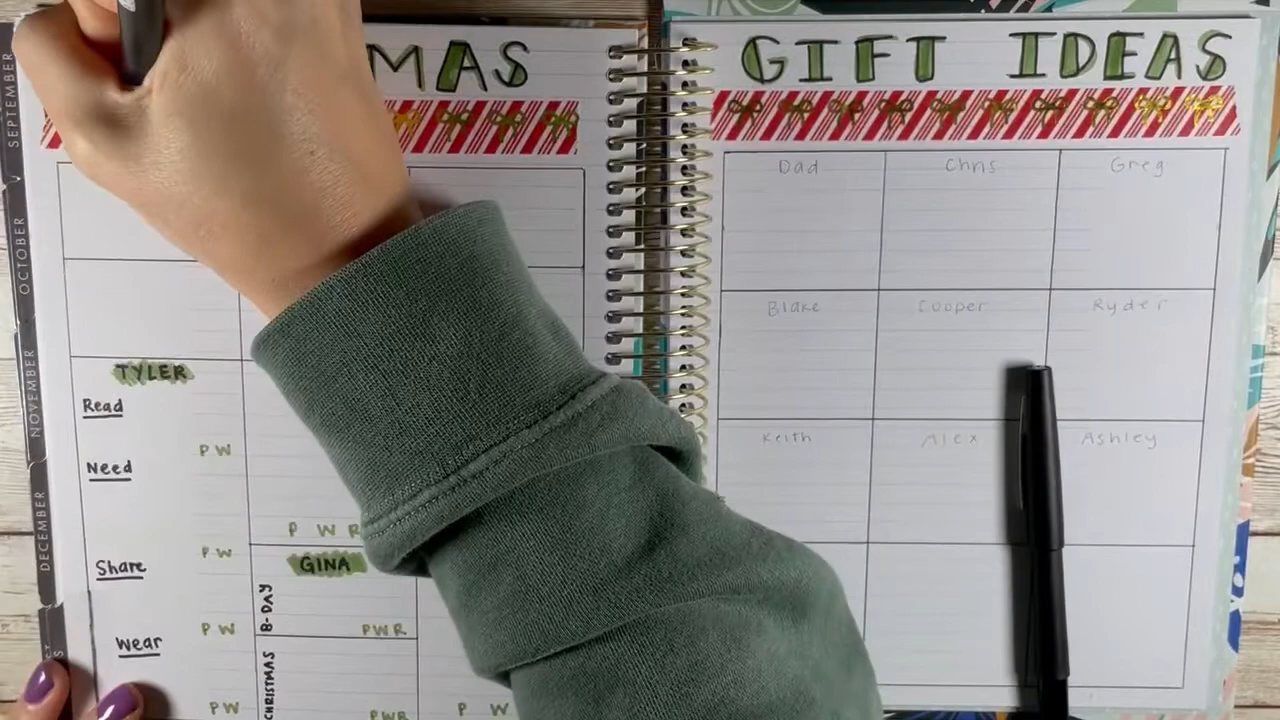 SEPTEMBER
OCTOBER
NOVEMBER
DECEMBER
MAS
TYLER
Read
P W
Need
P W
Share
P W
Wear
P W
P W R
GINA
B-DAY
PWR
CHRISTMAS
PWR
P W
GIFT IDEAS
Dad Chris Greg
Blake Cooper Ryder
Keith Alex Ashley